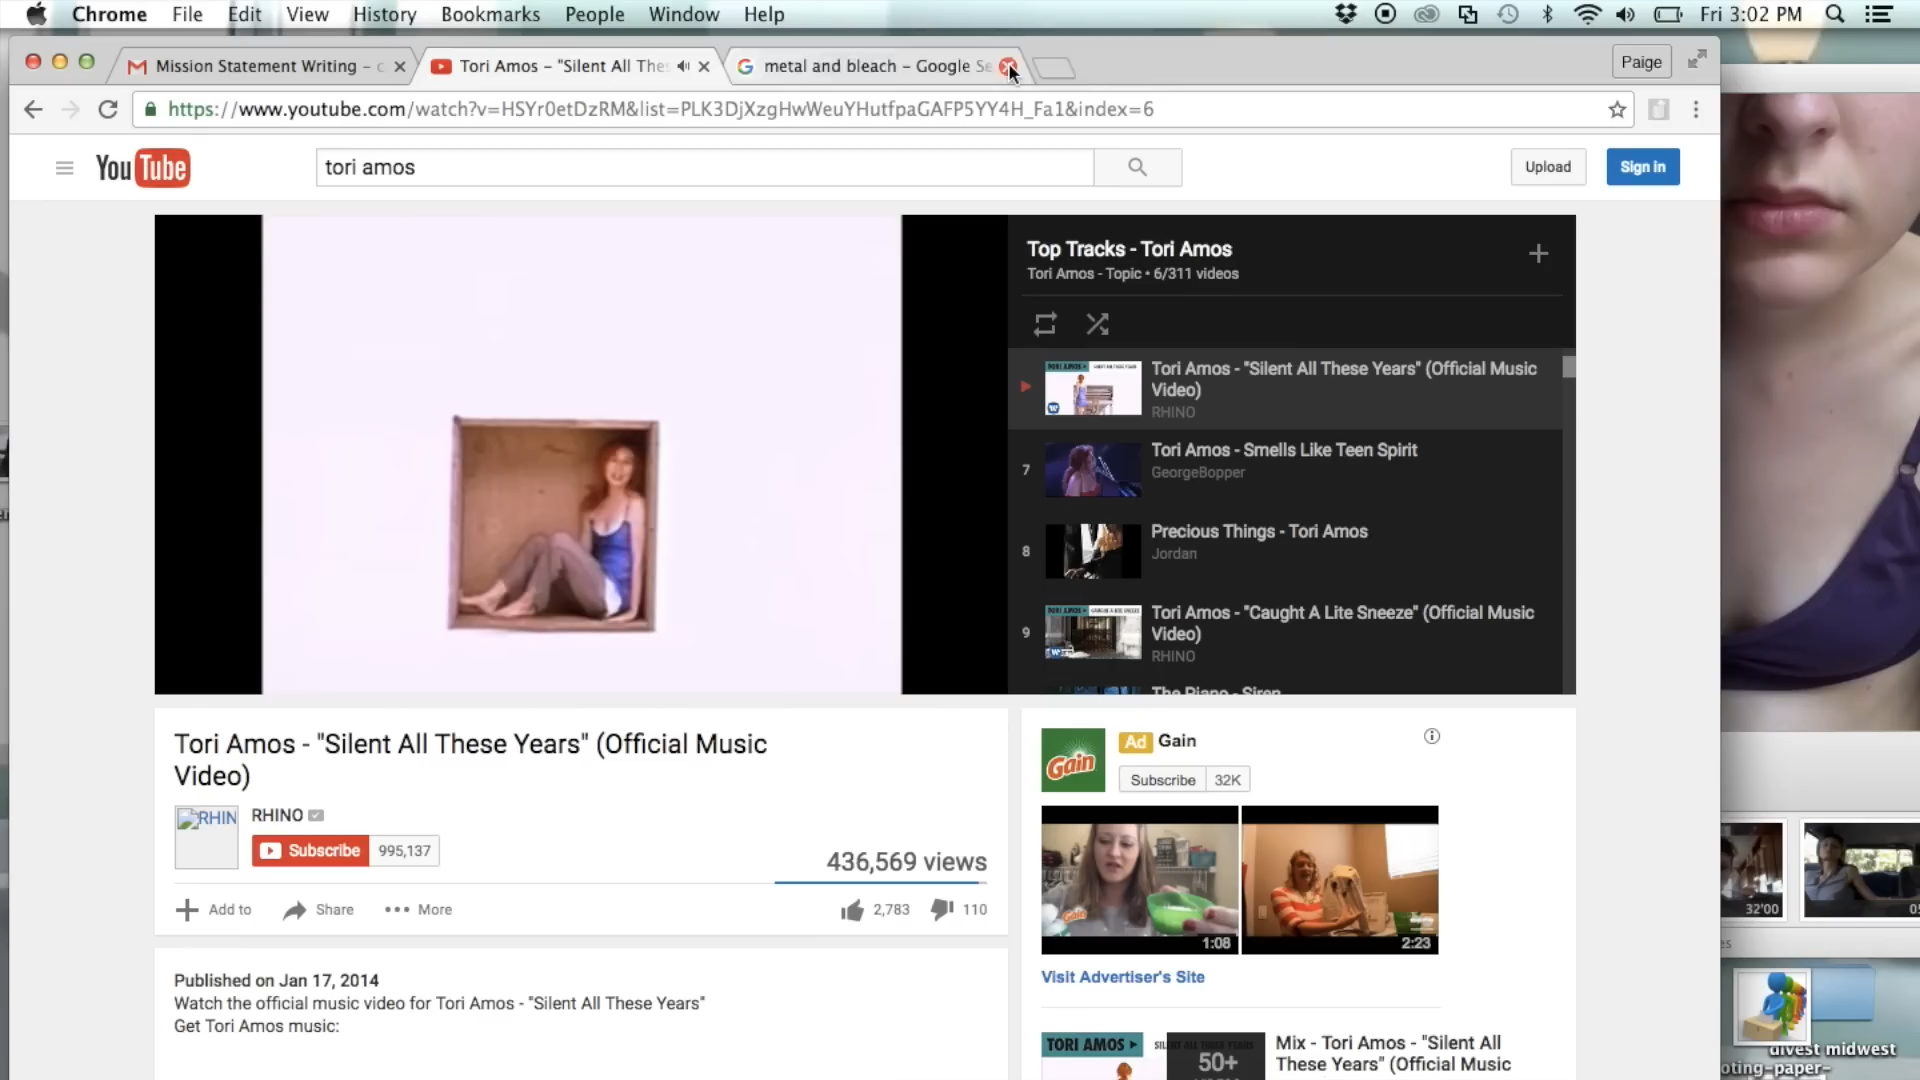 Chrome File Edit View History Bookmarks People Window Help Fri 3:02 PM
Mission Statement Writing - c Tori Amos - "Silent All The metal and bleach - Google Se Paige
https://www.youtube.com/watch?v=HSYr0etDzRM&list=PLK3DjXzgHwWeuYHutfpaGAFP5YY4H_Fa1&index=6
YouTube tori amos Upload Sign in
Top Tracks - Tori Amos
Tori Amos - Topic • 6/311 videos
Tori Amos - "Silent All These Years" (Official Music
Video)
RHINO
7 Tori Amos - Smells Like Teen Spirit
GeorgeBopper
8 Precious Things - Tori Amos
Jordan
9 Tori Amos - "Caught A Lite Sneeze" (Official Music
Video)
RHINO
The Piano - Siren
Tori Amos - "Silent All These Years" (Official Music
Video)
RHIN RHINO
Subscribe 995,137
436,569 views
Add to Share More 2,783 110
Published on Jan 17, 2014
Watch the official music video for Tori Amos - "Silent All These Years"
Get Tori Amos music:
Gain Ad Gain
Subscribe 32K
1:08 2:23
Visit Advertiser's Site
TORI AMOS 50+ Mix - Tori Amos - "Silent All
These Years" (Official Music
32'00
divest midwest
oting-paper-